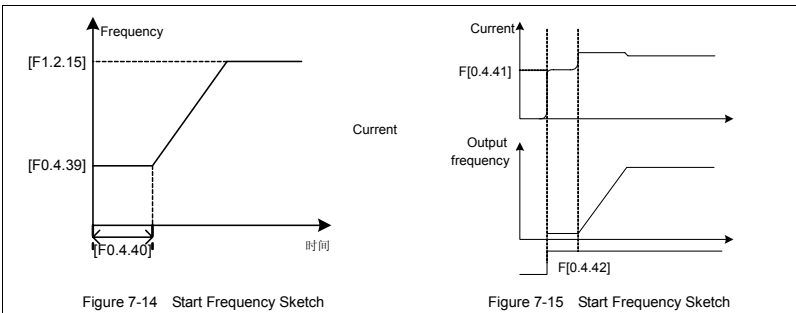 Frequency
[F1.2.15]
[F0.4.39]
[F0.4.40]
时间
Current
Figure 7-14 Start Frequency Sketch
Current
F[0.4.41]
Output
frequency
F[0.4.42]
Figure 7-15 Start Frequency Sketch